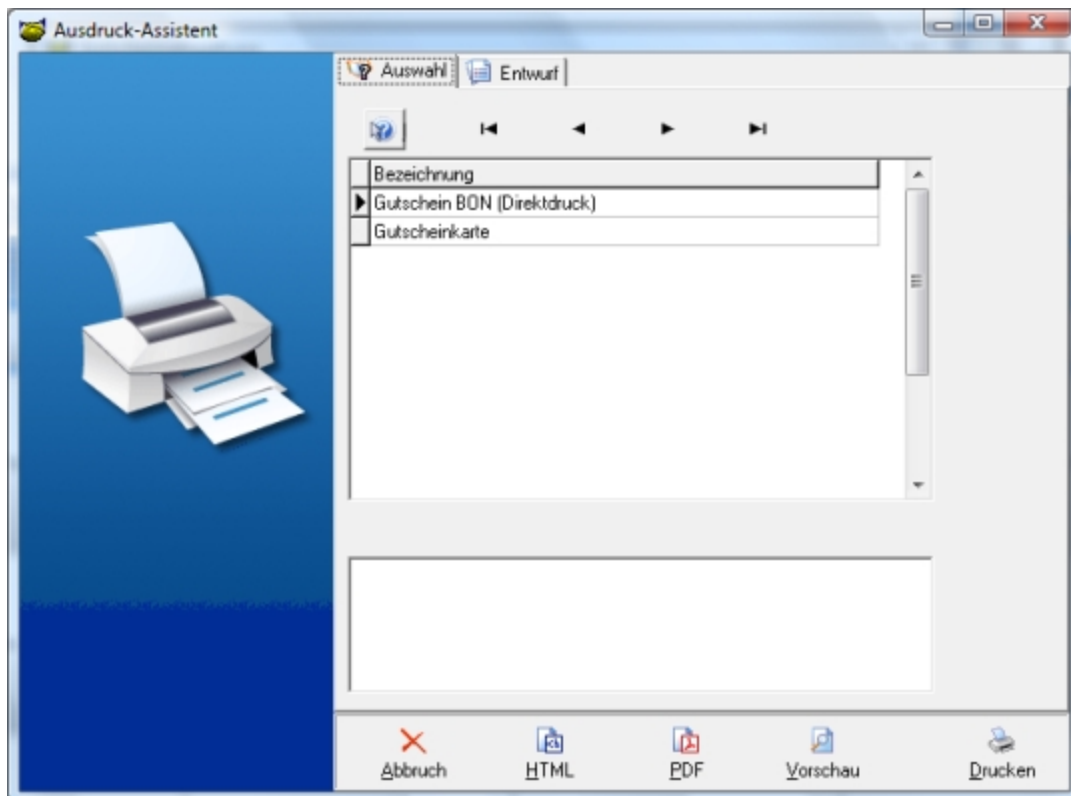 Ausdruck-Assistent
Auswahl Entwurf
Bezeichnung
Gutschein BON (Direktdruck)
Gutscheinkarte
Abbruch HTML PDF Vorschau Drucken